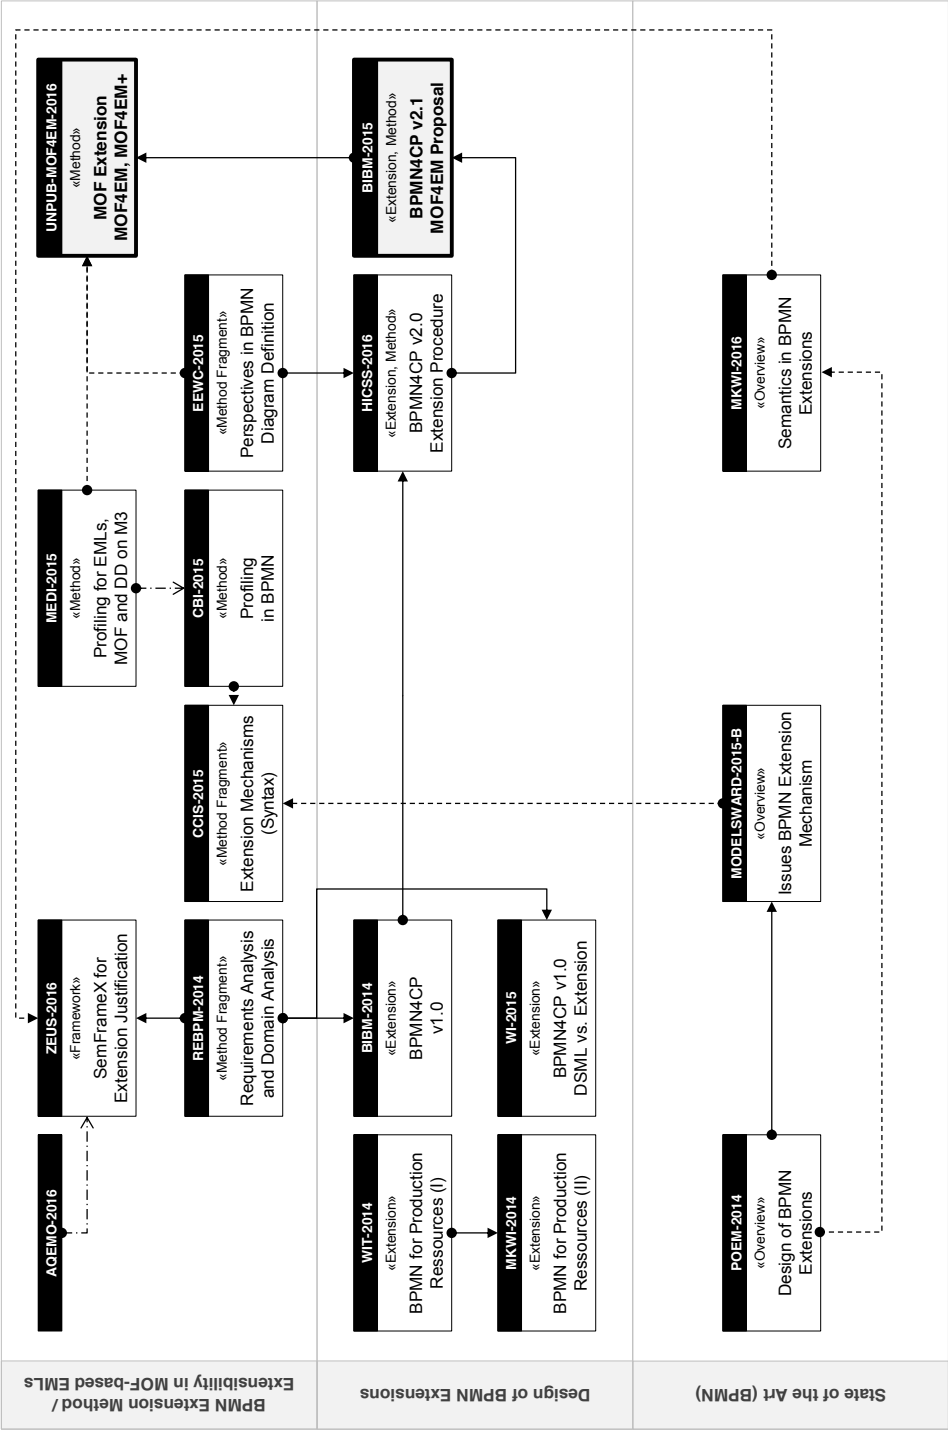 BPMN Extension Method /
Extensibility in MOF-based EMLs
AQEMO-2016
ZEUS-2016
«Framework»
SemFrameX for
Extension Justification
REBPM-2014
«Method Fragment»
Requirements Analysis
and Domain Analysis
CCIS-2015
«Method Fragment»
Extension Mechanisms
(Syntax)
MEDI-2015
«Method»
Profiling for EMLs,
MOF and DD on M3
CBI-2015
«Method»
Profiling
in BPMN
EEWC-2015
«Method Fragment»
Perspectives in BPMN
Diagram Definition
UNPUB-MOF4EM-2016
«Method»
MOF Extension
MOF4EM, MOF4EM+
Design of BPMN Extensions
WIT-2014
«Extension»
BPMN for Production
Ressources (I)
MKWI-2014
«Extension»
BPMN for Production
Ressources (II)
BIBM-2014
«Extension»
BPMN4CP
v1.0
WI-2015
«Extension»
BPMN4CP v1.0
DSML vs. Extension
HICSS-2016
«Extension, Method»
BPMN4CP v2.0
Extension Procedure
BIBM-2015
«Extension, Method»
BPMN4CP v2.1
MOF4EM Proposal
State of the Art (BPMN)
POEM-2014
«Overview»
Design of BPMN
Extensions
MODELSWARD-2015-B
«Overview»
Issues BPMN Extension
Mechanism
MKWI-2016
«Overview»
Semantics in BPMN
Extensions